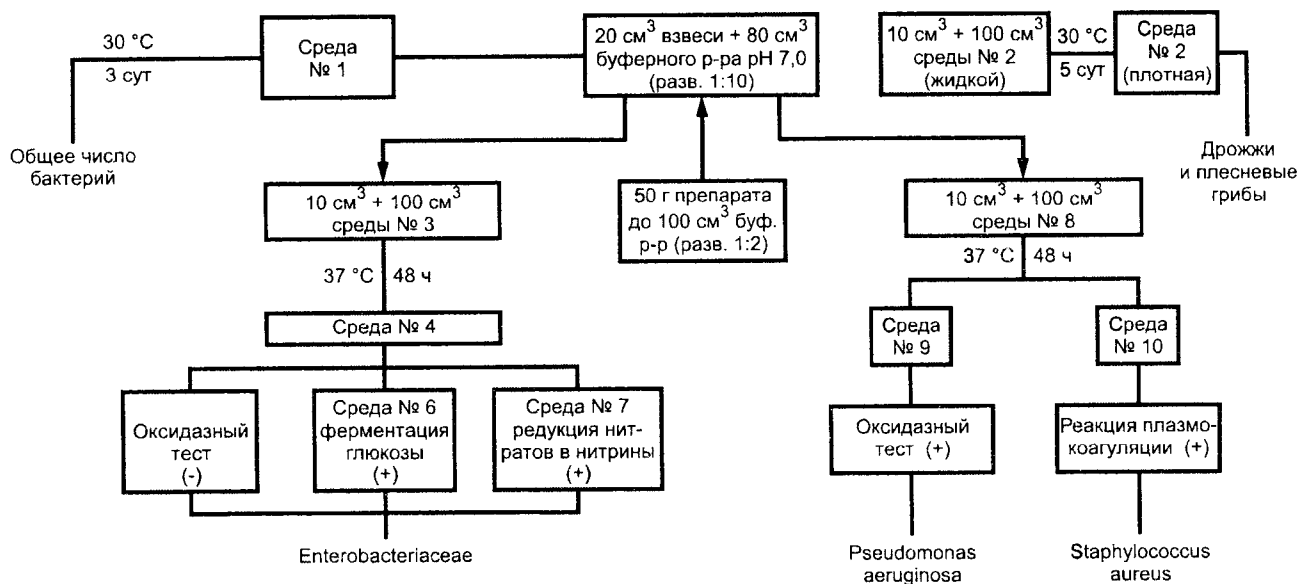 30 °C
3 сут
Среда
№ 1
20 см³ взвеси + 80 см³
буферного р-ра pH 7,0
(разв. 1:10)
10 см³ + 100 см³
среды № 2
(жидкой)
30 °C
5 сут
Среда
№ 2
(плотная)
Общее число
бактерий
Дрожжи
и плесневые
грибы
10 см³ + 100 см³
среды № 3
50 г препарата
до 100 см³ буф.
р-р (разв. 1:2)
10 см³ + 100 см³
среды № 8
37 °C
48 ч
37 °C
48 ч
Среда № 4
Среда
№ 9
Среда
№ 10
Оксидазный
тест
(-)
Среда № 6
ферментация
глюкозы
(+)
Среда № 7
редукция нит-
ратов в нитрины
(+)
Оксидазный
тест (+)
Реакция плазмо-
коагуляции (+)
Enterobacteriaceae
Pseudomonas
aeruginosa
Staphylococcus
aureus